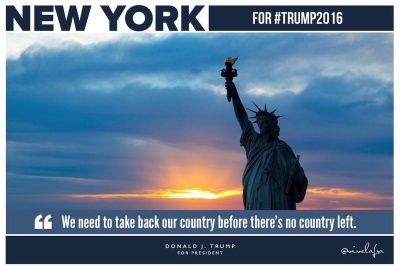 NEW YORK
FOR #TRUMP2016
“ We need to take back our country before there's no country left.
DONALD J. TRUMP
FOR PRESIDENT
@vivelafra